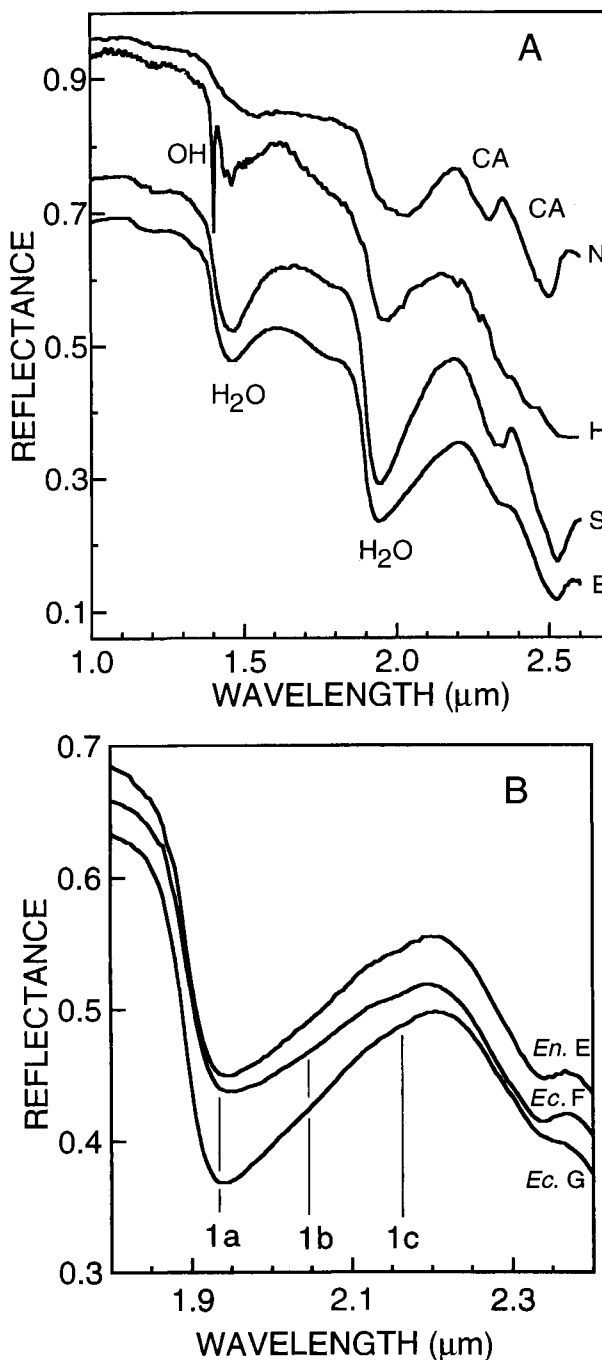 A
0.9
OH
CA
0.7
CA
N
REFLECTANCE
0.5
H
H2O
0.3
S
H2O
E
0.1
1.0 1.5 2.0 2.5
WAVELENGTH (μm)
0.7
B
0.6
REFLECTANCE
0.5
En. E
Ec. F
0.4
Ec. G
1a 1b 1c
0.3
1.9 2.1 2.3
WAVELENGTH (μm)